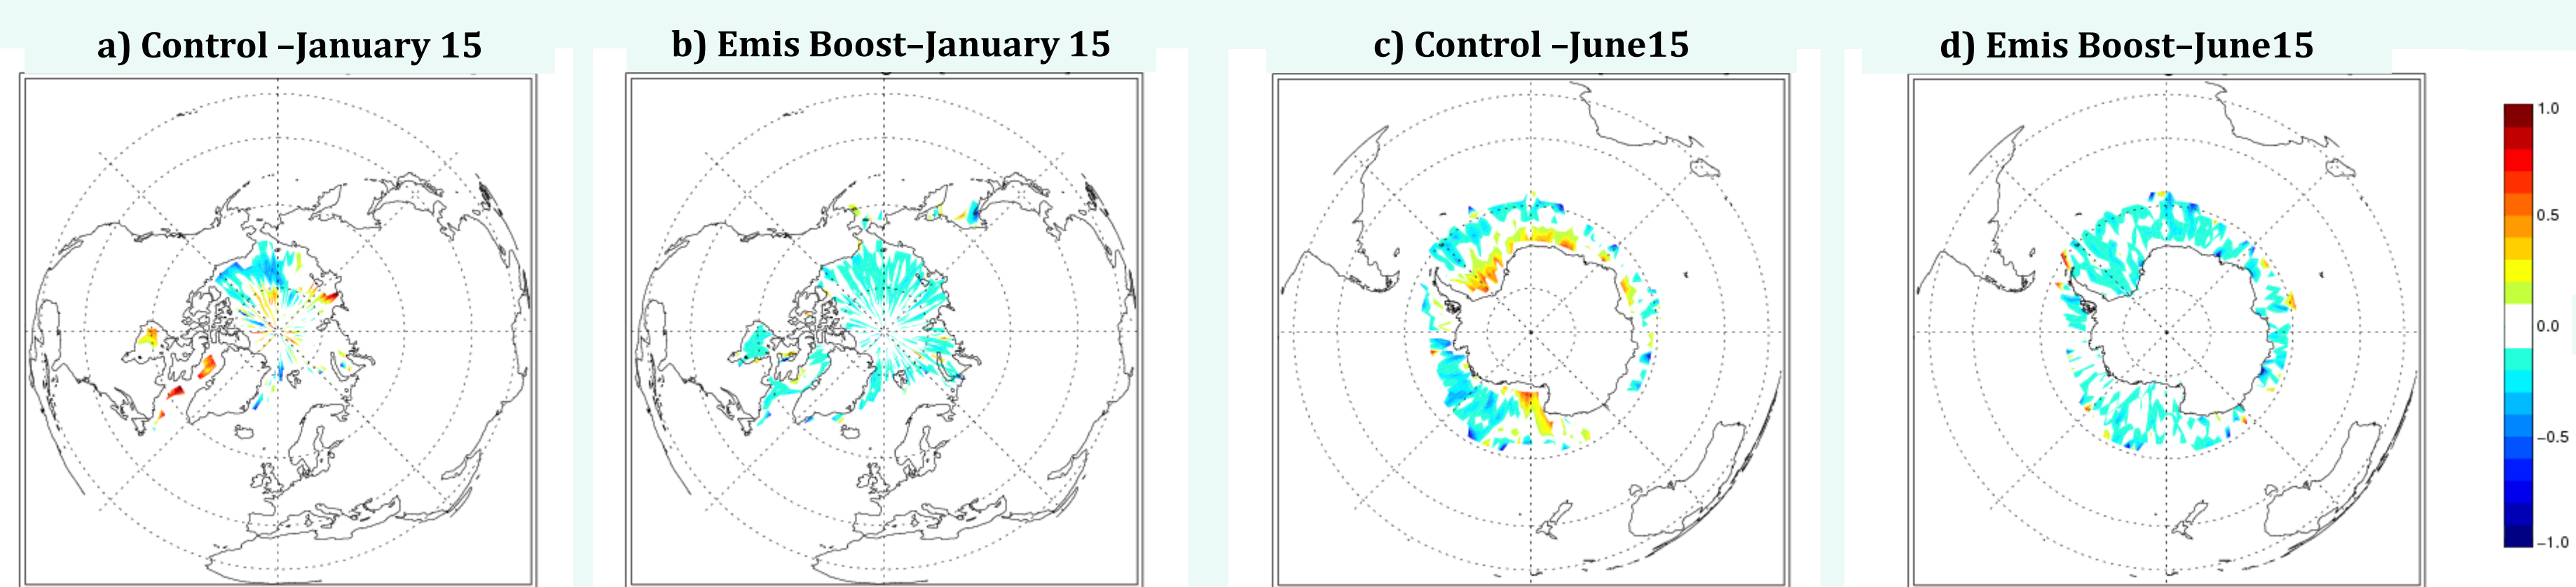 a) Control –January 15
b) Emis Boost–January 15
c) Control –June15
d) Emis Boost–June15
1.0
0.5
0.0
–0.5
–1.0